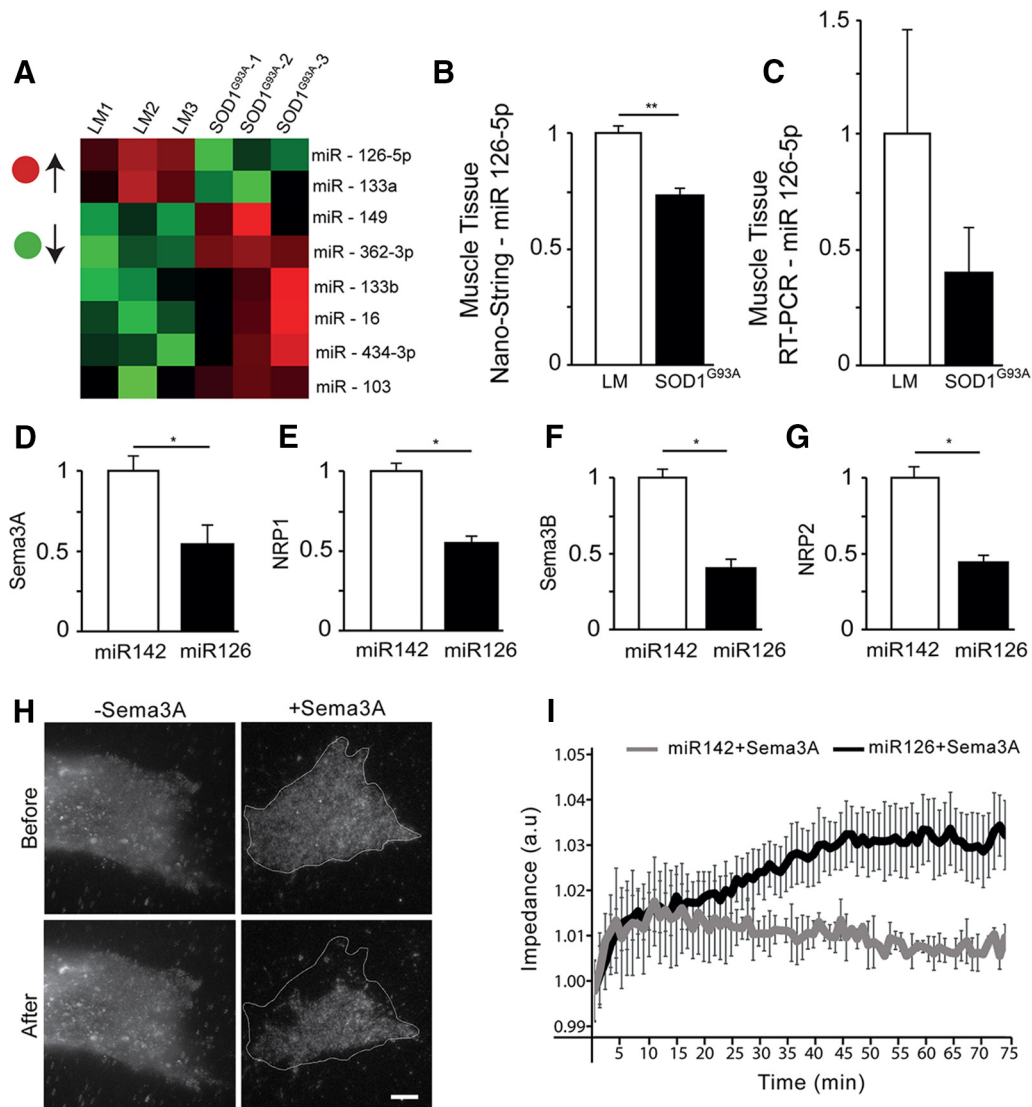 A
LM1 LM2 LM3 SOD1G93A-1 SOD1G93A-2 SOD1G93A-3
miR - 126-5p
miR - 133a
miR - 149
miR - 362-3p
miR - 133b
miR - 16
miR - 434-3p
miR - 103
B
Muscle Tissue
Nano-String - miR 126-5p
1
0.5
0
**
LM SOD1G93A
C
Muscle Tissue
RT-PCR - miR 126-5p
1.5
1
0.5
0
LM SOD1G93A
D
Sema3A
1
0.5
0
*
miR142 miR126
E
NRP1
1
0.5
0
*
miR142 miR126
F
Sema3B
1
0.5
0
*
miR142 miR126
G
NRP2
1
0.5
0
*
miR142 miR126
H
-Sema3A +Sema3A
Before
After
I
miR142+Sema3A miR126+Sema3A
Impedance (a.u)
1.05
1.04
1.03
1.02
1.01
1.00
0.99
5 10 15 20 25 30 35 40 45 50 55 60 65 70 75
Time (min)